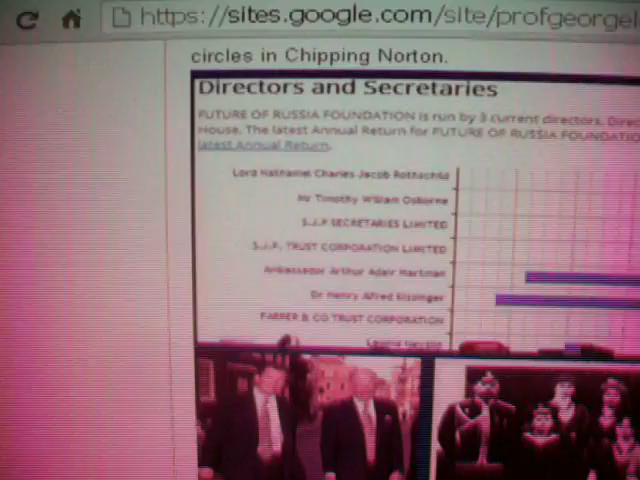 https://sites.google.com/site/profgeorgel
circles in Chipping Norton.
Directors and Secretaries
FUTURE OF RUSSIA FOUNDATION is run by 3 current directors. Direc
House. The latest Annual Return for FUTURE OF RUSSIA FOUNDATIO
latest Annual Return.
Lord Nathaniel Charles Jacob Rothschild
Mr Timothy William Osborne
S.J.P SECRETARIES LIMITED
S.J.P. TRUST CORPORATION LIMITED
Ambassador Arthur Adair Hartman
Dr Henry Alfred Kissinger
FARRER & CO TRUST CORPORATION